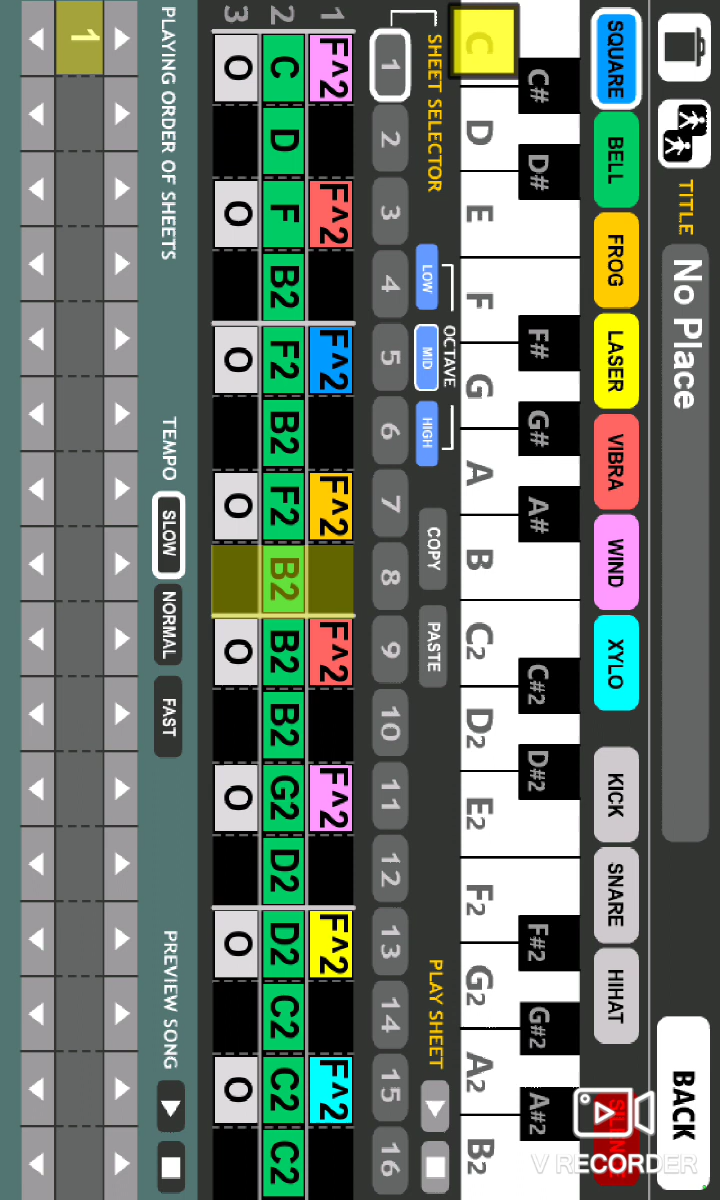 TITLE No Place BACK
SQUARE BELL FROG LASER VIBRA WIND XYLO KICK SNARE HIHAT
V RECORDER
C# D# F# G# A# C#2 D#2 F#2 G#2 A#2
C D E F G A B C2 D2 E2 F2 G2 A2 B2
OCTAVE
SHEET SELECTOR LOW MID HIGH COPY PASTE PLAY SHEET
1 2 3 4 5 6 7 8 9 10 11 12 13 14 15 16
1 F^2 F^2 F^2 F^2 F^2 F^2 F^2 F^2
2 C D F B2 F2 B2 F2 B2 B2 B2 G2 D2 D2 C2 C2 C2
3 O O O O O O O O
PLAYING ORDER OF SHEETS TEMPO SLOW NORMAL FAST PREVIEW SONG
1